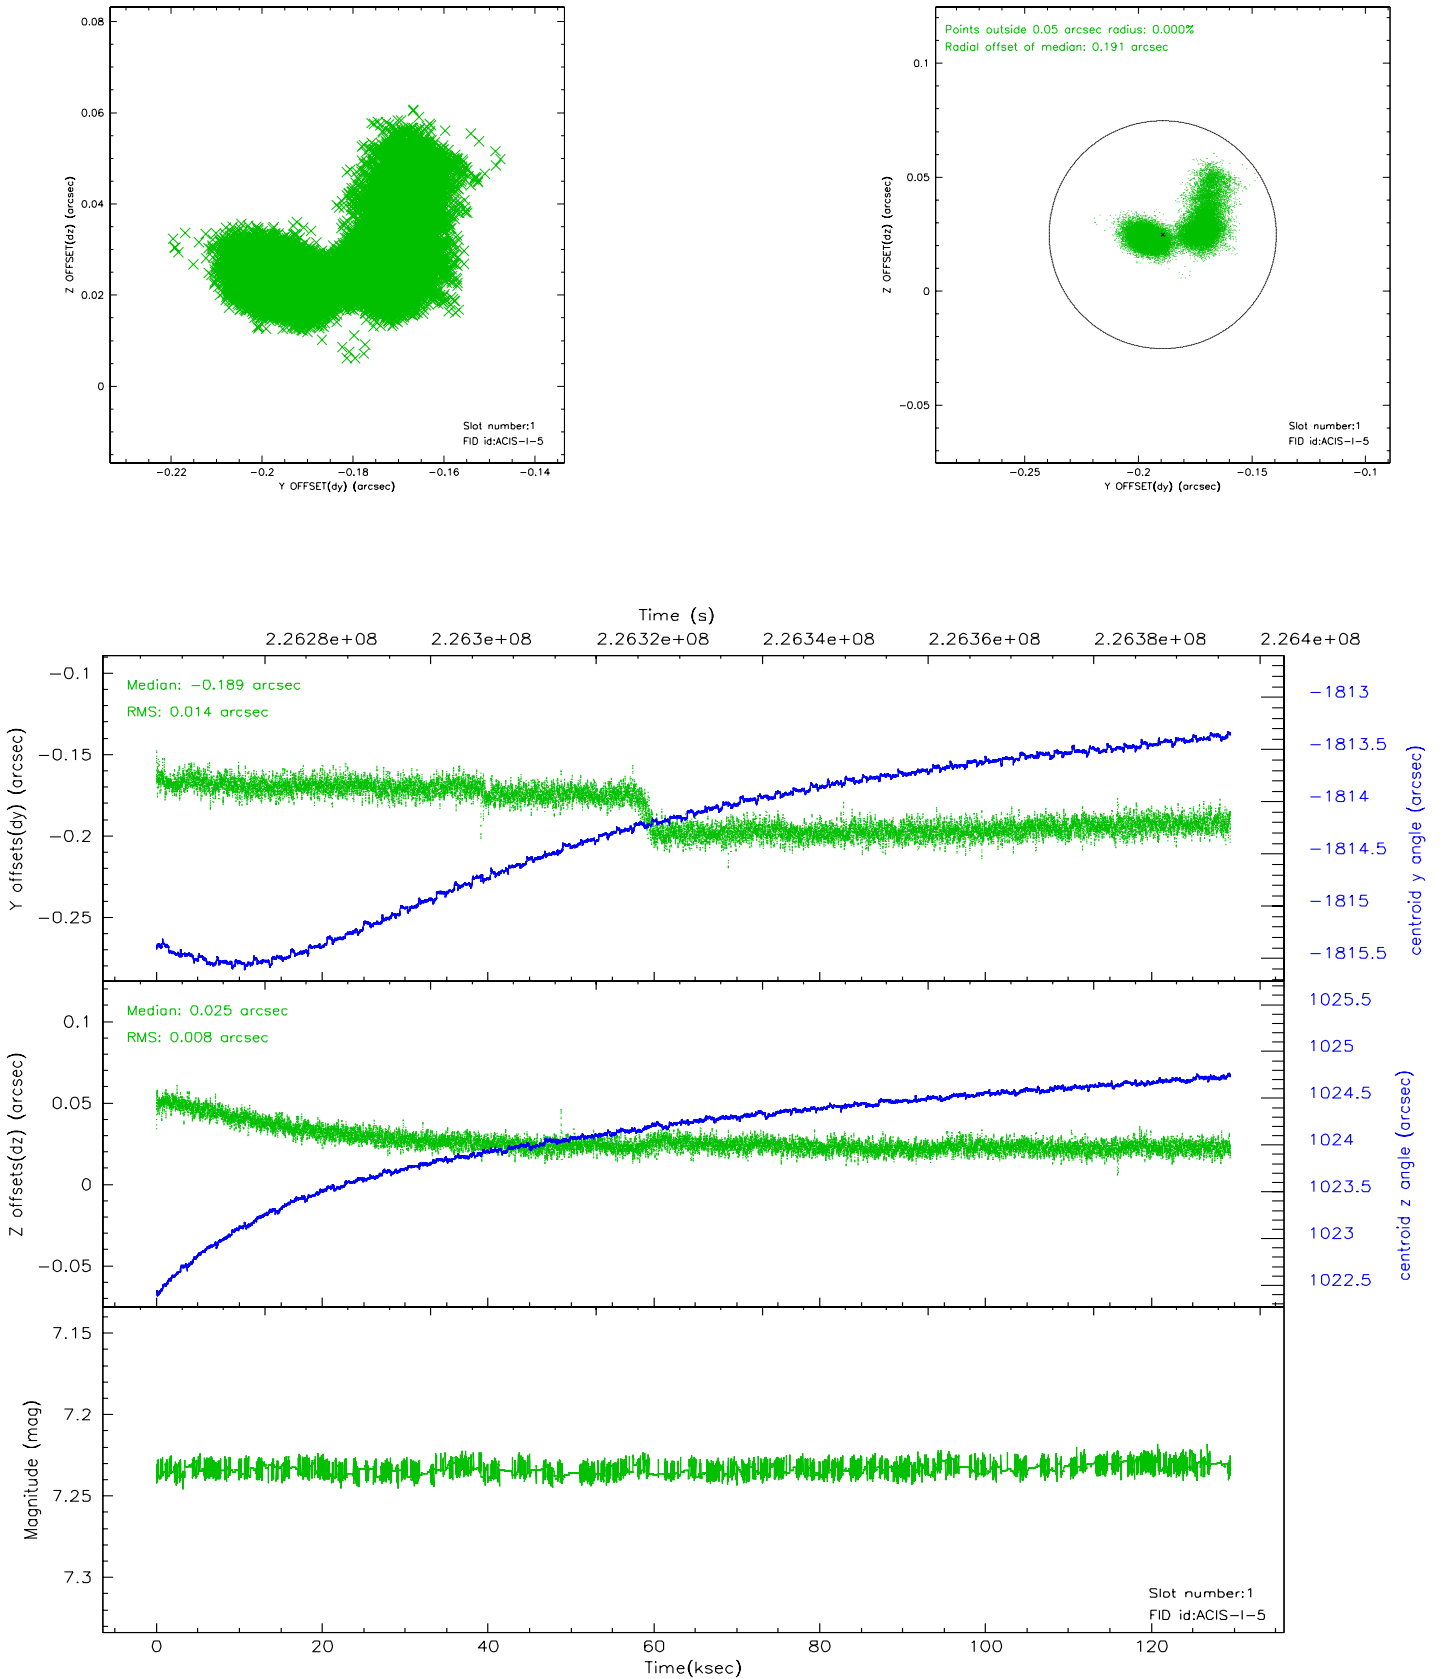 0.08
0.06
0.04
0.02
0
Z OFFSET(dz) (arcsec)
Slot number:1
FID id:ACIS-I-5
-0.22
-0.2
-0.18
-0.16
-0.14
Y OFFSET(dy) (arcsec)
Points outside 0.05 arcsec radius: 0.000%
Radial offset of median: 0.191 arcsec
0.1
0.05
0
-0.05
Z OFFSET(dz) (arcsec)
Slot number:1
FID id:ACIS-I-5
-0.25
-0.2
-0.15
-0.1
Y OFFSET(dy) (arcsec)
Time (s)
2.2628e+08
2.263e+08
2.2632e+08
2.2634e+08
2.2636e+08
2.2638e+08
2.264e+08
-0.1
-0.15
-0.2
-0.25
Y offsets(dy) (arcsec)
Median: -0.189 arcsec
RMS: 0.014 arcsec
-1813
-1813.5
-1814
-1814.5
-1815
-1815.5
centroid y angle (arcsec)
0.1
0.05
0
-0.05
Z offsets(dz) (arcsec)
Median: 0.025 arcsec
RMS: 0.008 arcsec
1025.5
1025
1024.5
1024
1023.5
1023
1022.5
centroid z angle (arcsec)
7.15
7.2
7.25
7.3
Magnitude (mag)
Slot number:1
FID id:ACIS-I-5
0
20
40
60
80
100
120
Time(ksec)